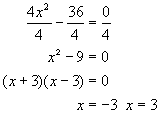 4x²/4 − 36/4 = 0/4
x² − 9 = 0
(x + 3)(x − 3) = 0
x = −3 x = 3